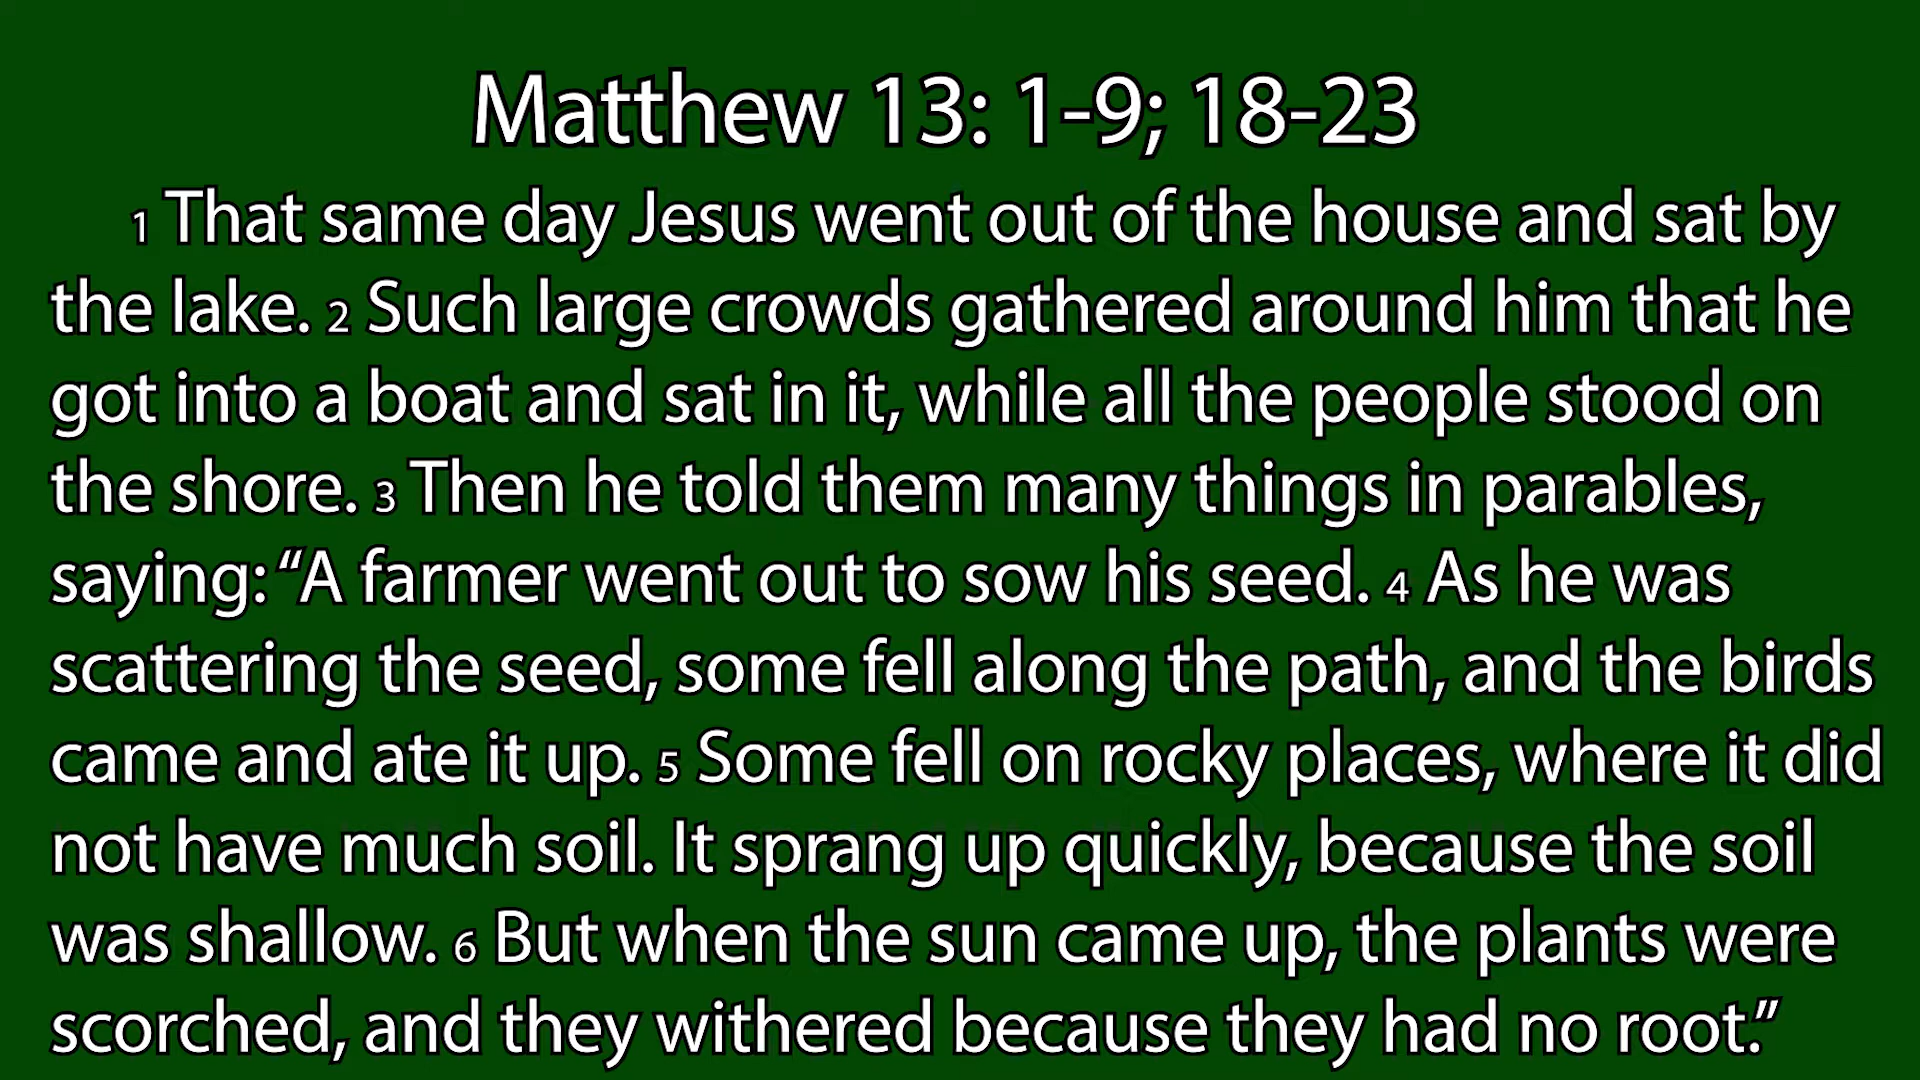 Matthew 13: 1-9; 18-23
1 That same day Jesus went out of the house and sat by
the lake. 2 Such large crowds gathered around him that he
got into a boat and sat in it, while all the people stood on
the shore. 3 Then he told them many things in parables,
saying: “A farmer went out to sow his seed. 4 As he was
scattering the seed, some fell along the path, and the birds
came and ate it up. 5 Some fell on rocky places, where it did
not have much soil. It sprang up quickly, because the soil
was shallow. 6 But when the sun came up, the plants were
scorched, and they withered because they had no root.”